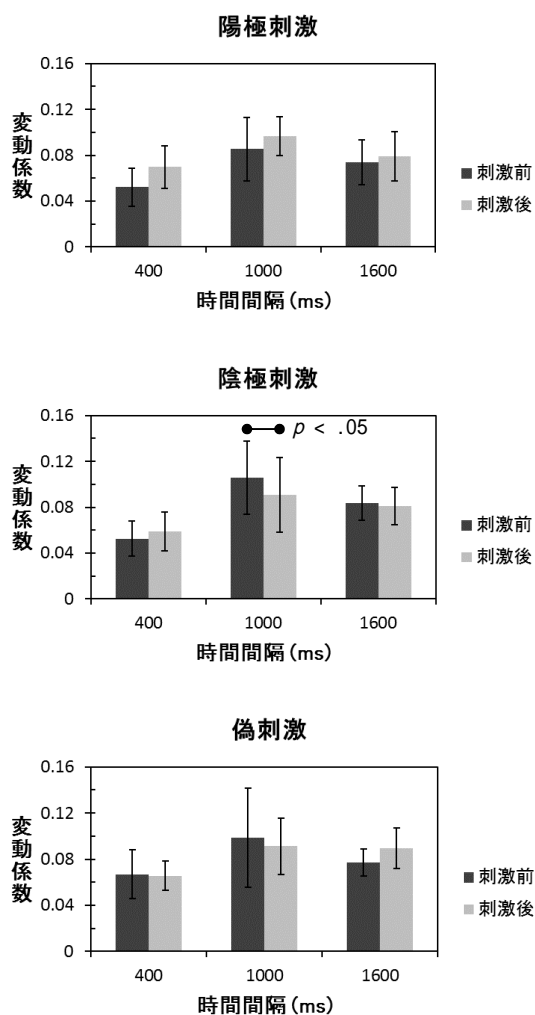 陽極刺激
0.16
0.12
0.08
0.04
0
変動係数
400
1000
1600
時間間隔(ms)
刺激前
刺激後
陰極刺激
p < .05
0.16
0.12
0.08
0.04
0
変動係数
400
1000
1600
時間間隔(ms)
刺激前
刺激後
偽刺激
0.16
0.12
0.08
0.04
0
変動係数
400
1000
1600
時間間隔(ms)
刺激前
刺激後